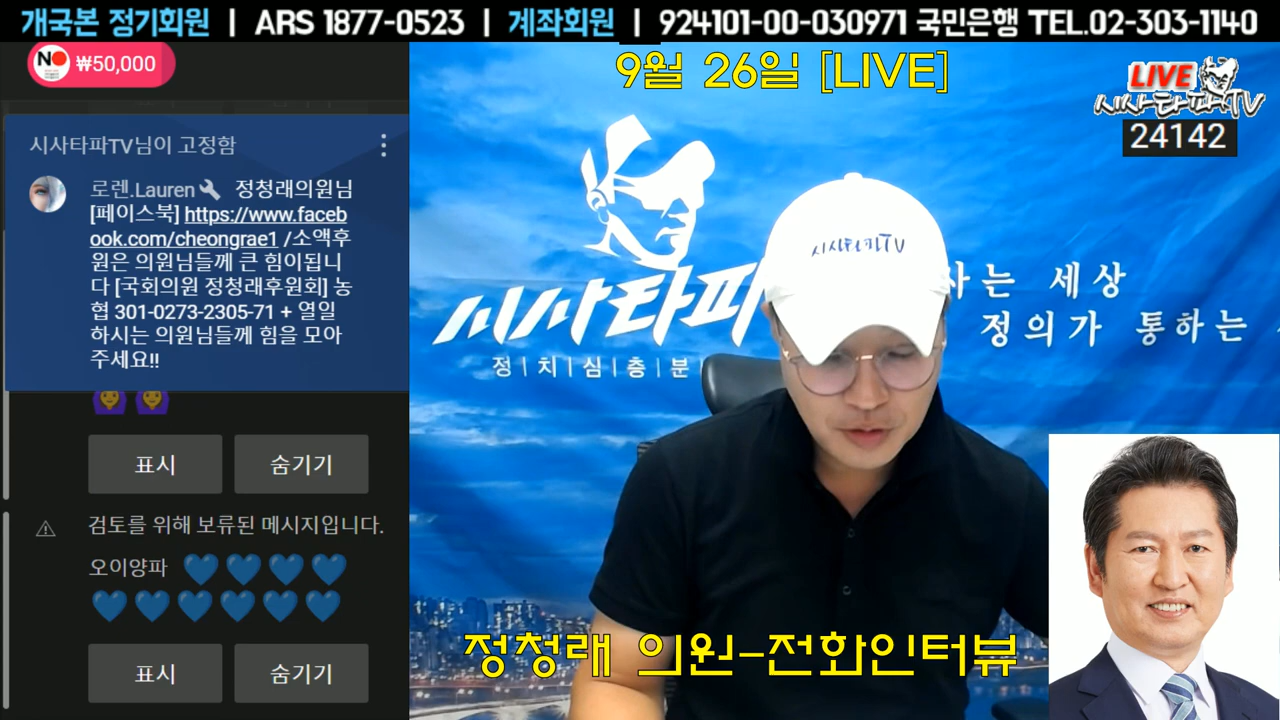 개국본 정기회원 | ARS 1877-0523 | 계좌회원 | 924101-00-030971 국민은행 TEL.02-303-1140
NO ₩50,000
시사타파TV님이 고정함
로렌.Lauren 정청래의원님
[페이스북] https://www.faceb
ook.com/cheongrae1 /소액후
원은 의원님들께 큰 힘이됩니
다 [국회의원 정청래후원회] 농
협 301-0273-2305-71 + 열일
하시는 의원님들께 힘을 모아
주세요!!
표시 숨기기
검토를 위해 보류된 메시지입니다.
오이양파
표시 숨기기
9월 26일 [LIVE]
LIVE
시사타파TV
24142
시사타파TV
시사타파
정|치|심|층|분
사는 세상
정의가 통하는
정청래 의원-전화인터뷰